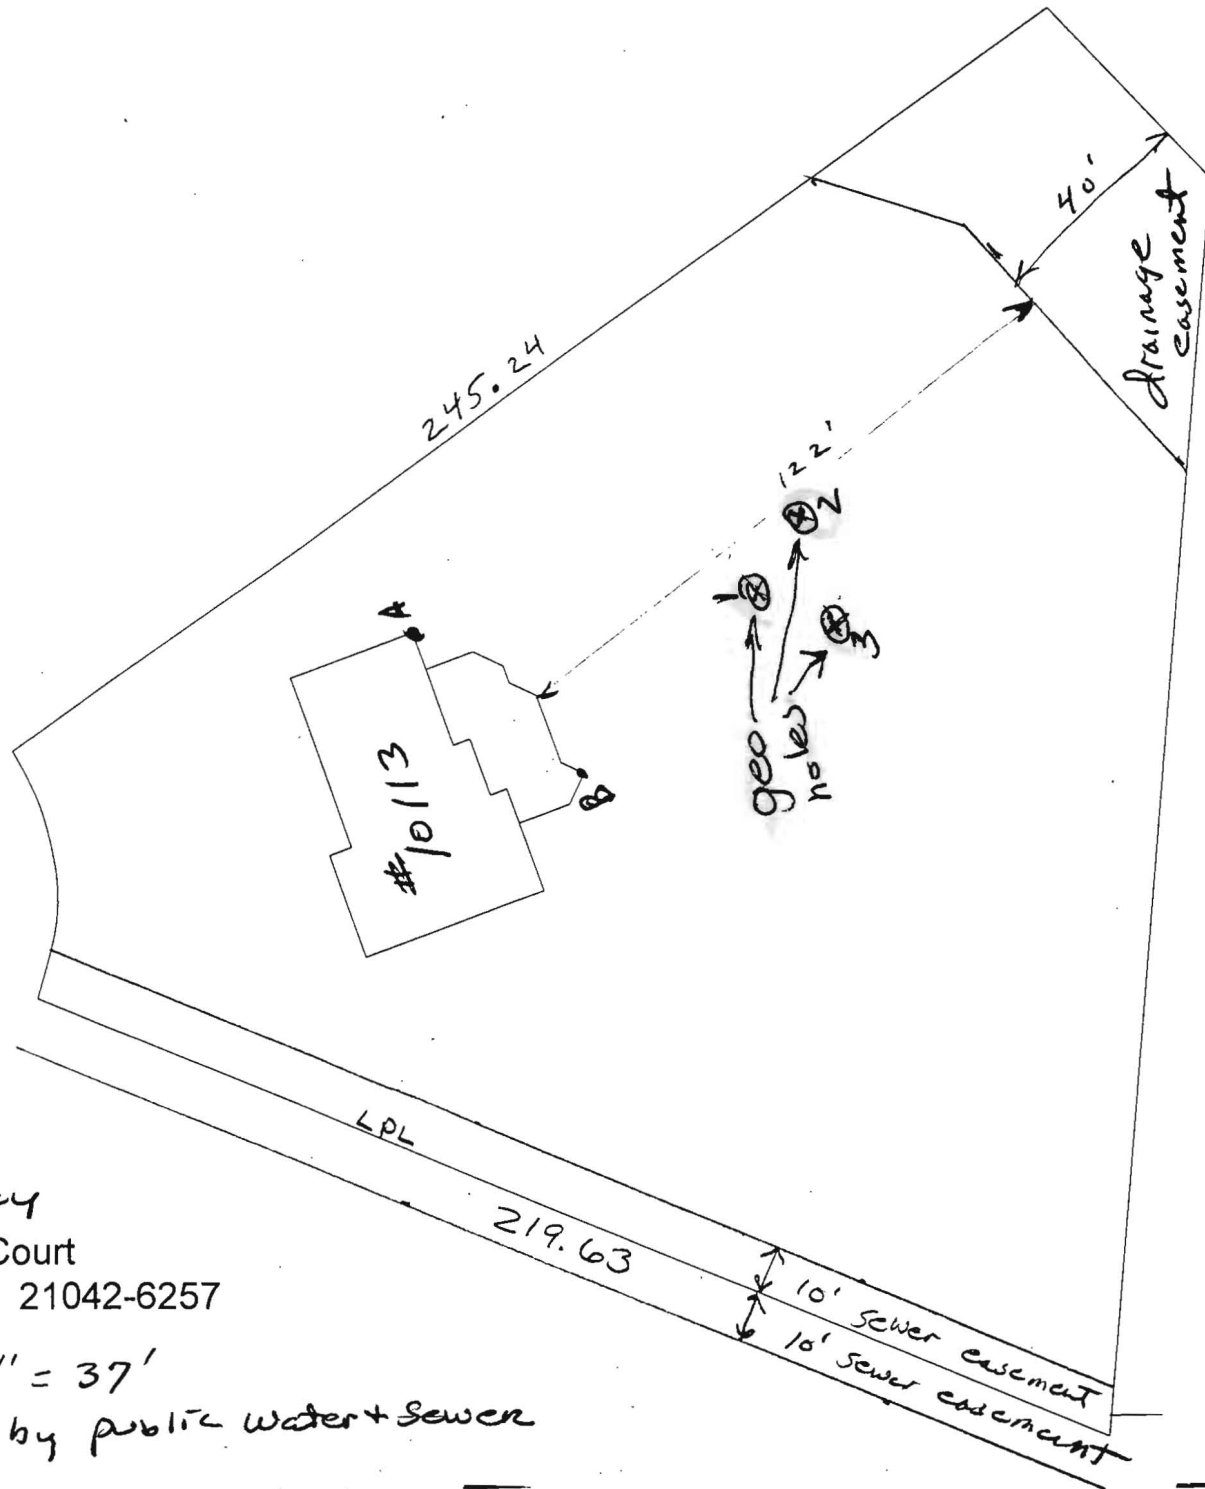 40'
drainage
easement
245.24
122'
A
#10113
B
1
2
3
geo
holes
LPL
219.63
10' sewer easement
10' sewer easement
Court
21042-6257
= 37'
by public water + sewer